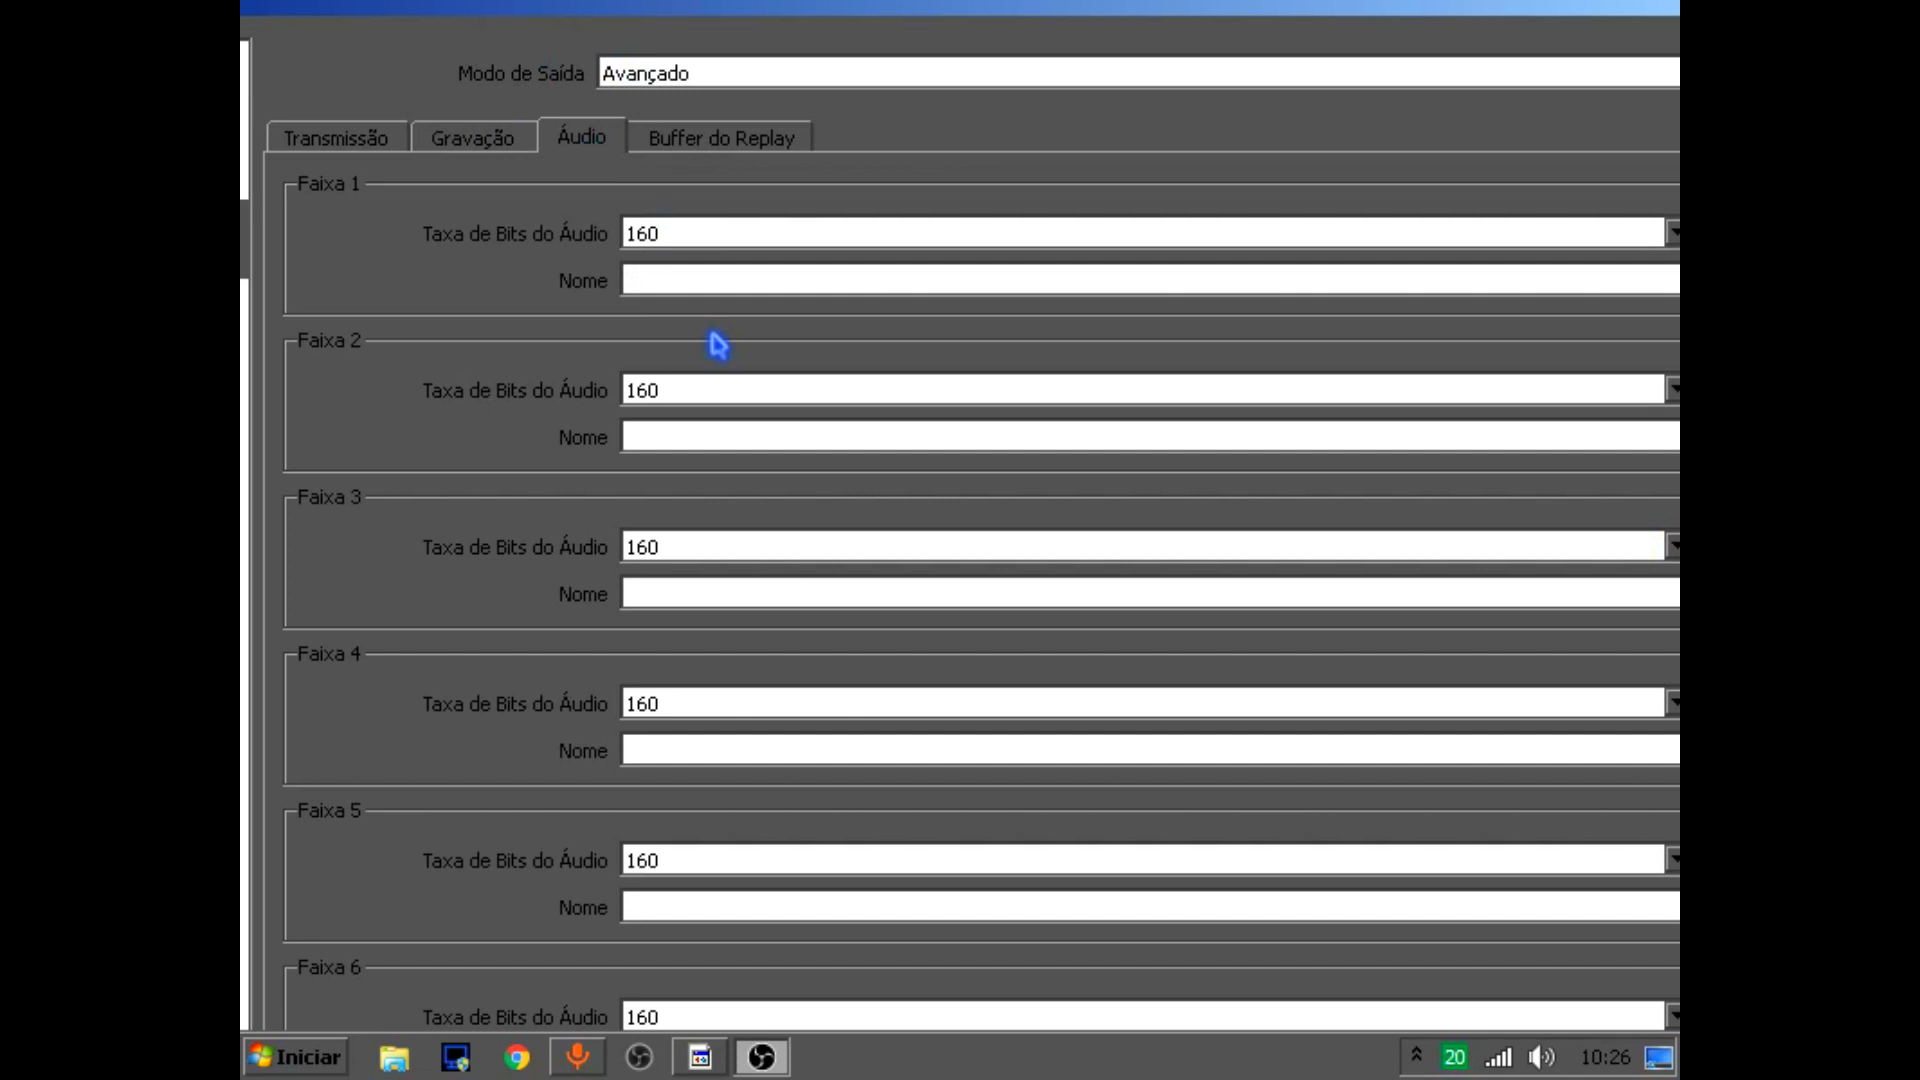 Modo de Saída Avançado
Transmissão Gravação Áudio Buffer do Replay
Faixa 1
Taxa de Bits do Áudio 160
Nome
Faixa 2
Taxa de Bits do Áudio 160
Nome
Faixa 3
Taxa de Bits do Áudio 160
Nome
Faixa 4
Taxa de Bits do Áudio 160
Nome
Faixa 5
Taxa de Bits do Áudio 160
Nome
Faixa 6
Taxa de Bits do Áudio 160
Iniciar 20 10:26